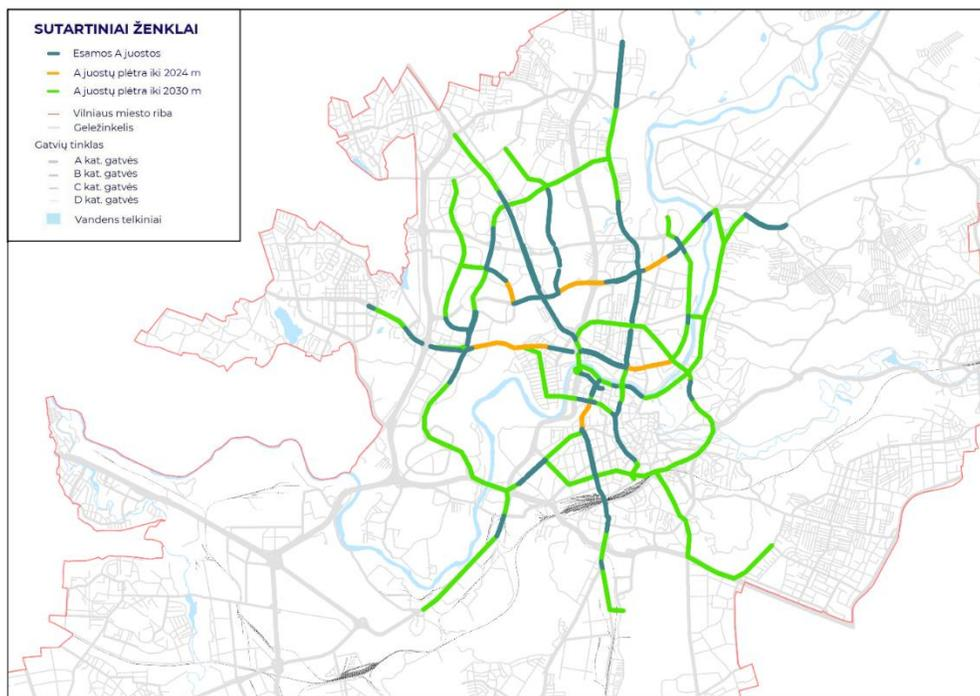 SUTARTINIAI ŽENKLAI
Esamos A juostos
A juostų plėtra iki 2024 m
A juostų plėtra iki 2030 m
Vilniaus miesto riba
Geležinkelis
Gatvių tinklas
A kat. gatvės
B kat. gatvės
C kat. gatvės
D kat. gatvės
Vandens telkiniai